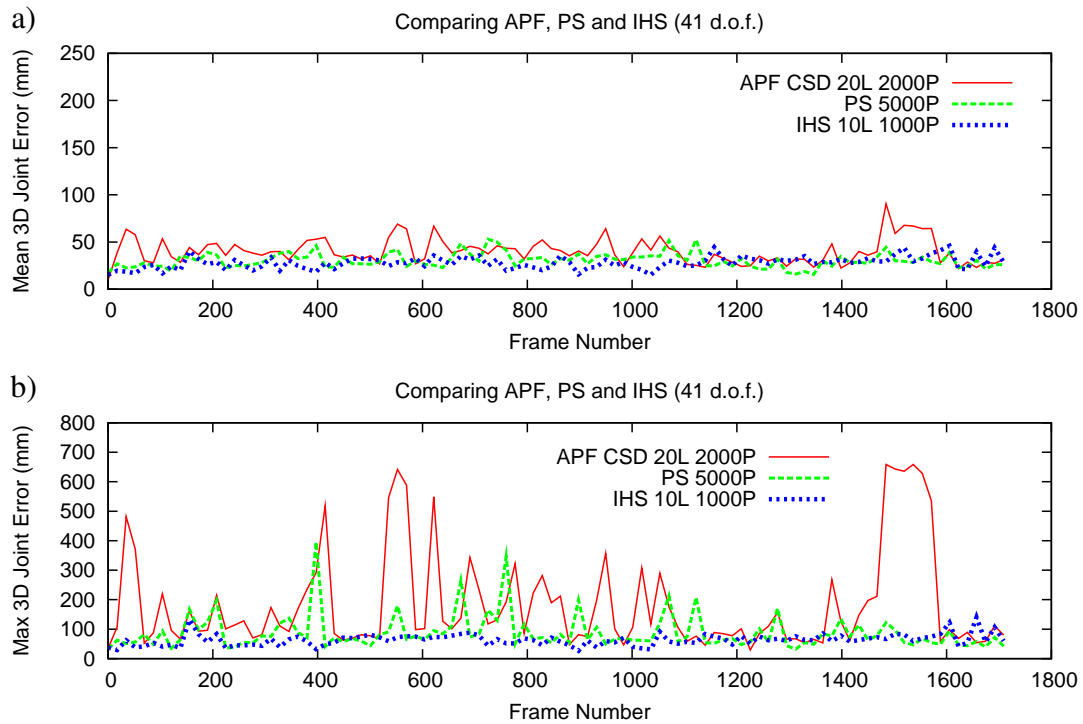 a)
Comparing APF, PS and IHS (41 d.o.f.)
Mean 3D Joint Error (mm)
250
200
150
100
50
0
APF CSD 20L 2000P
PS 5000P
IHS 10L 1000P
0 200 400 600 800 1000 1200 1400 1600 1800
Frame Number
b)
Comparing APF, PS and IHS (41 d.o.f.)
Max 3D Joint Error (mm)
800
700
600
500
400
300
200
100
0
APF CSD 20L 2000P
PS 5000P
IHS 10L 1000P
0 200 400 600 800 1000 1200 1400 1600 1800
Frame Number